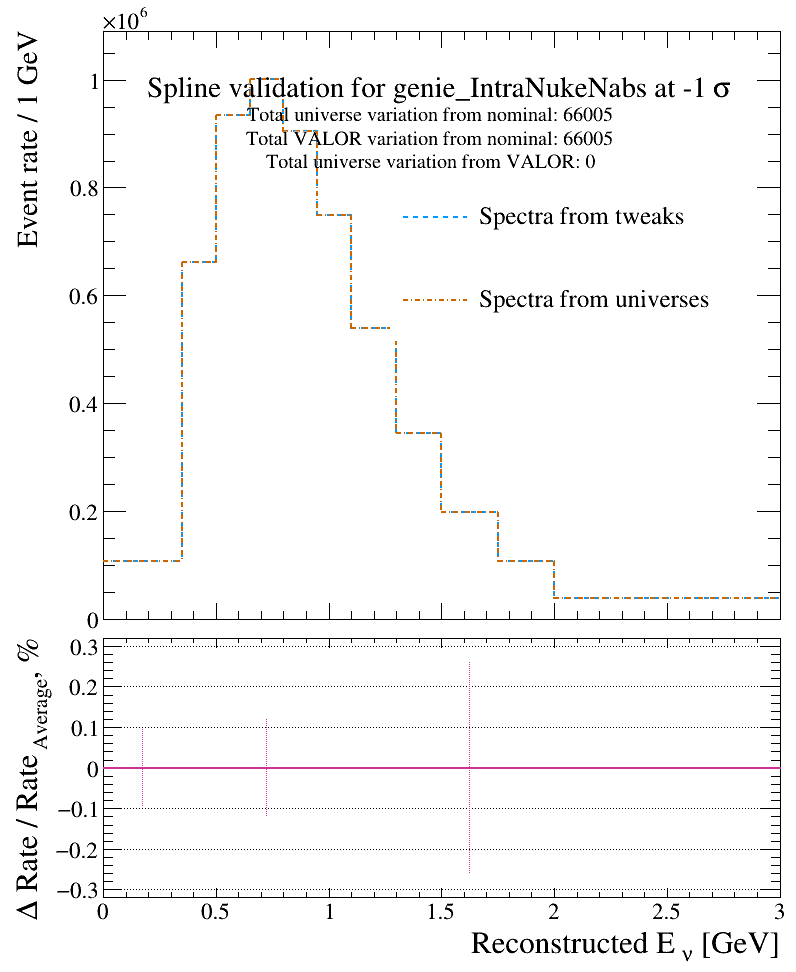 ×10⁶
Event rate / 1 GeV
Spline validation for genie_IntraNukeNabs at -1 σ
Total universe variation from nominal: 66005
Total VALOR variation from nominal: 66005
Total universe variation from VALOR: 0
Spectra from tweaks
Spectra from universes
1
0.8
0.6
0.4
0.2
0
Δ Rate / Rate Average, %
0.3
0.2
0.1
0
−0.1
−0.2
−0.3
0 0.5 1 1.5 2 2.5 3
Reconstructed E ν [GeV]